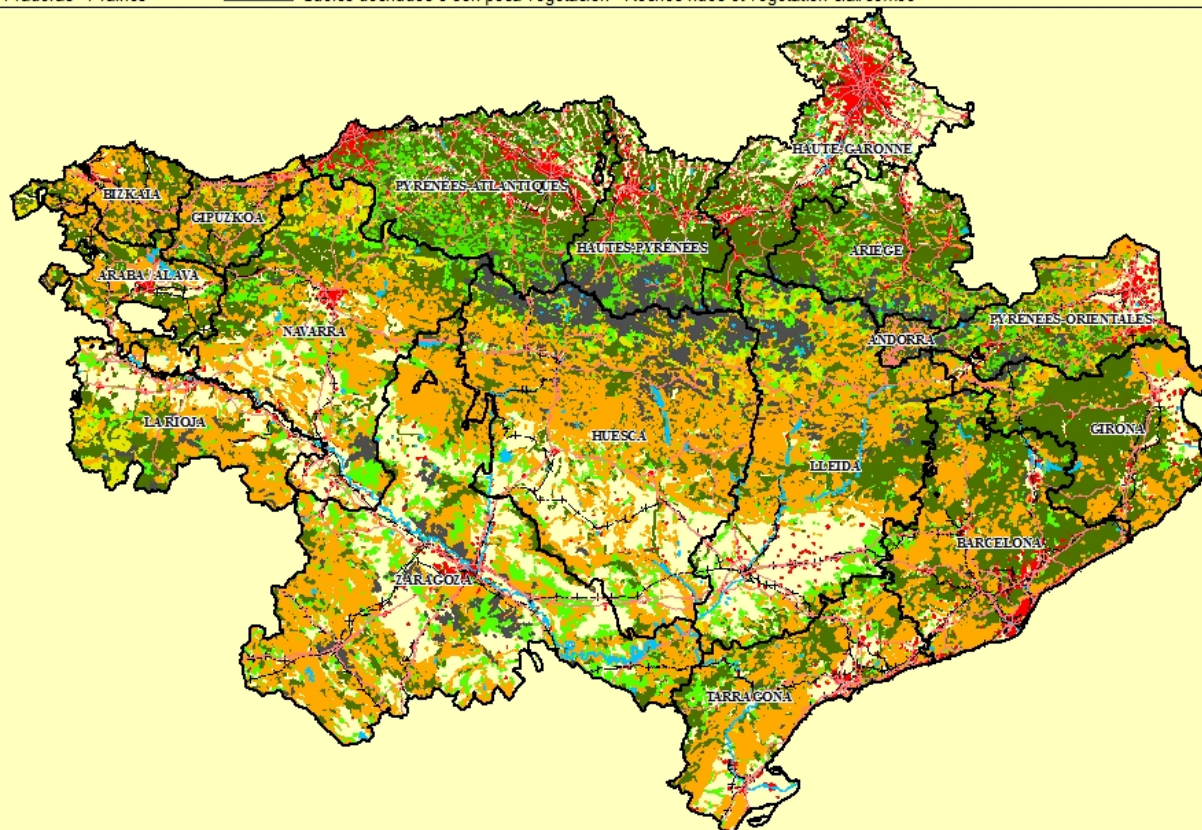 HAUTE-GARONNE
PYRENEES-ATLANTIQUES
BIZKAIA
GIPUZKOA
HAUTES-PYRENEES
ARIEGE
ARABA / ALAVA
PYRENEES-ORIENTALES
NAVARRA
ANDORRA
LA RIOJA
HUESCA
GIRONA
LLEIDA
BARCELONA
ZARAGOZA
TARRAGONA